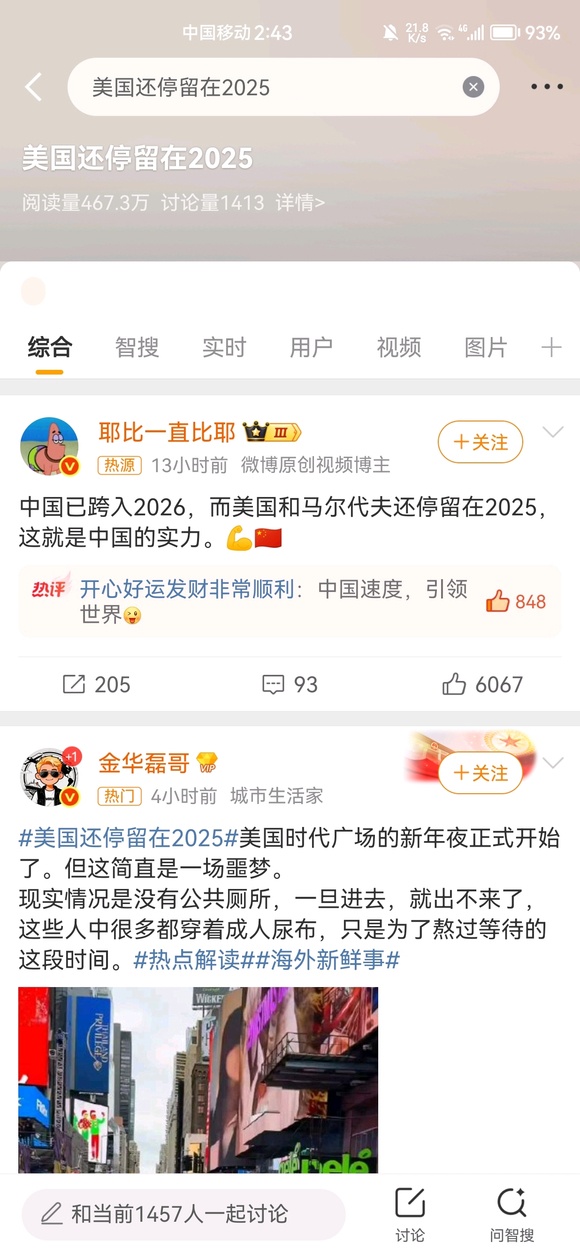 中国移动 2:43
21.8 K/s 4G 93%
美国还停留在2025
美国还停留在2025
阅读量467.3万 讨论量1413 详情>
综合 智搜 实时 用户 视频 图片
耶比一直比耶 III
+关注
热源 13小时前 微博原创视频博主
中国已跨入2026，而美国和马尔代夫还停留在2025，
这就是中国的实力。💪🇨🇳
热评 开心好运发财非常顺利：中国速度，引领
世界😜
848
205 93 6067
+1
金华磊哥 VIP
+关注
热门 4小时前 城市生活家
#美国还停留在2025#美国时代广场的新年夜正式开始
了。但这简直是一场噩梦。
现实情况是没有公共厕所，一旦进去，就出不来了，
这些人中很多都穿着成人尿布，只是为了熬过等待的
这段时间。#热点解读##海外新鲜事#
WICKED
THAILAND
PRIVILEGE
pele
和当前1457人一起讨论
讨论 问智搜